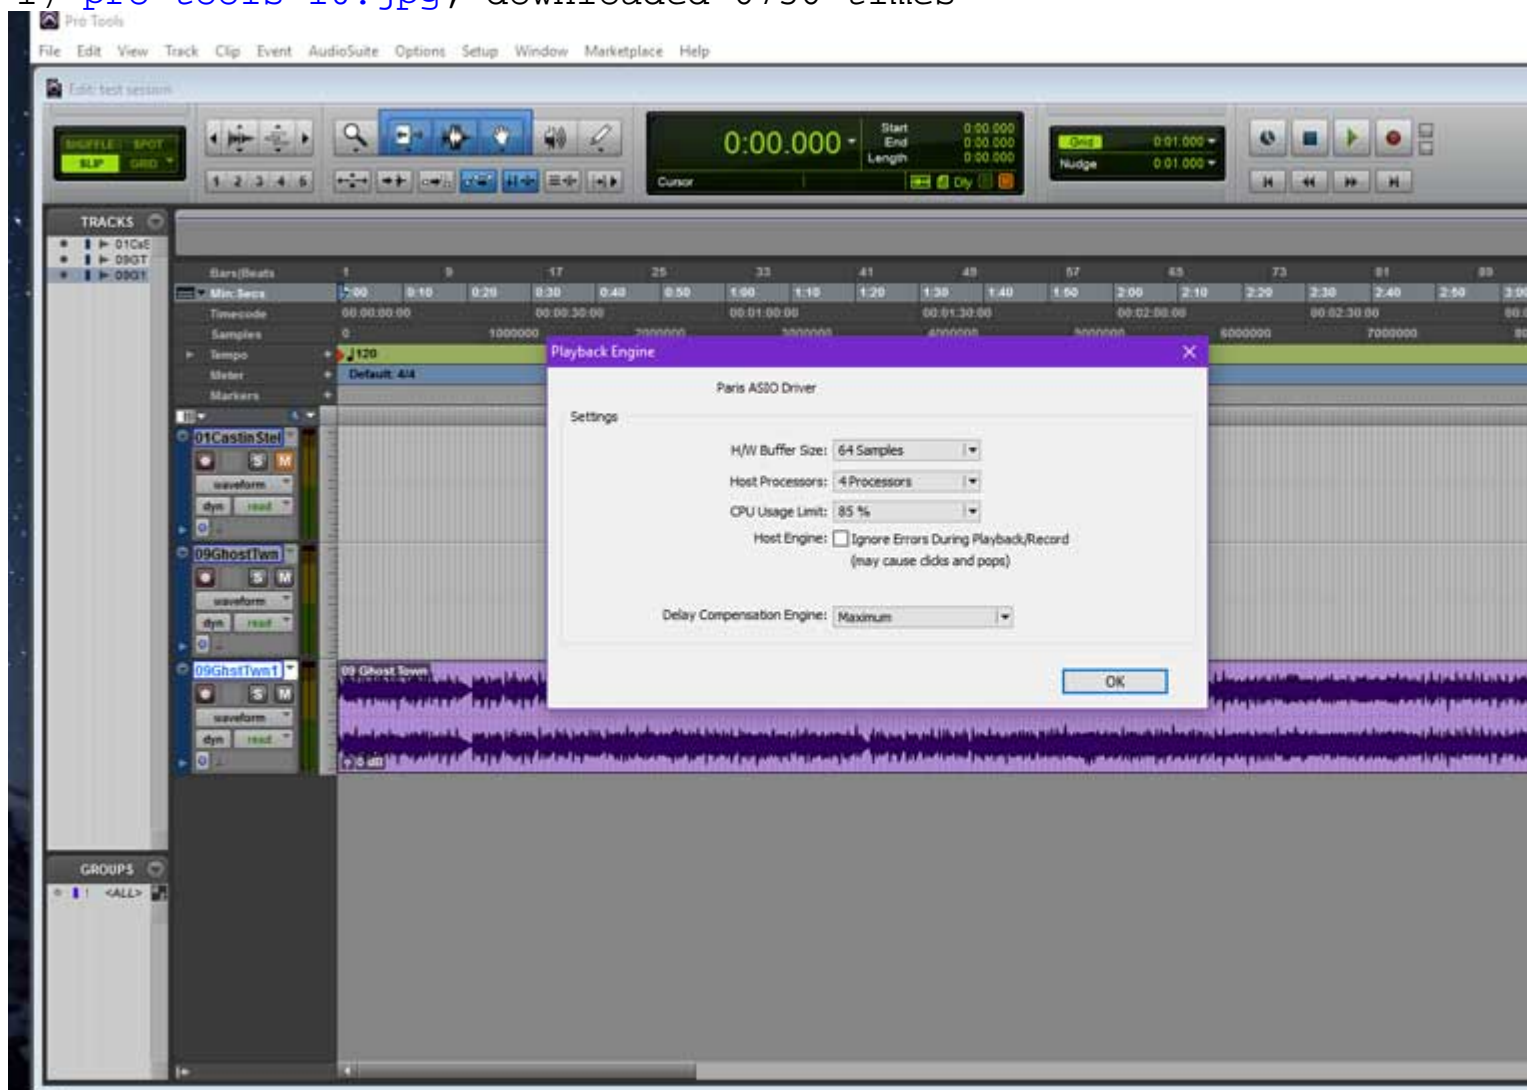 Pro Tools
File Edit View Track Clip Event AudioSuite Options Setup Window Marketplace Help
Edit: test session
SHUFFLE SPOT
SLIP GRID
1 2 3 4 5
0:00.000
Start 0:00.000
End 0:00.000
Length 0:00.000
Cursor
Dly
Grid 0:01.000
Nudge 0:01.000
TRACKS
01CsS
09GT
09GT
Bars|Beats 1 9 17 25 33 41 49 57 65 73 81 89
Min:Secs 0:00 0:10 0:20 0:30 0:40 0:50 1:00 1:10 1:20 1:30 1:40 1:50 2:00 2:10 2:20 2:30 2:40 2:50 3:00
Timecode 00:00:00:00 00:00:30:00 00:01:00:00 00:01:30:00 00:02:00:00 00:02:30:00
Samples 0 1000000 2000000 3000000 4000000 5000000 6000000 7000000
Tempo 120
Meter Default: 4/4
Markers
Playback Engine
Paris ASIO Driver
Settings
H/W Buffer Size: 64 Samples
Host Processors: 4 Processors
CPU Usage Limit: 85 %
Host Engine: Ignore Errors During Playback/Record
(may cause clicks and pops)
Delay Compensation Engine: Maximum
OK
01CastinStel
S M
waveform
dyn read
09GhostTwn
S M
waveform
dyn read
09GhstTwn1
S M
waveform
dyn read
09 Ghost Town
0 dB
GROUPS
! <ALL>